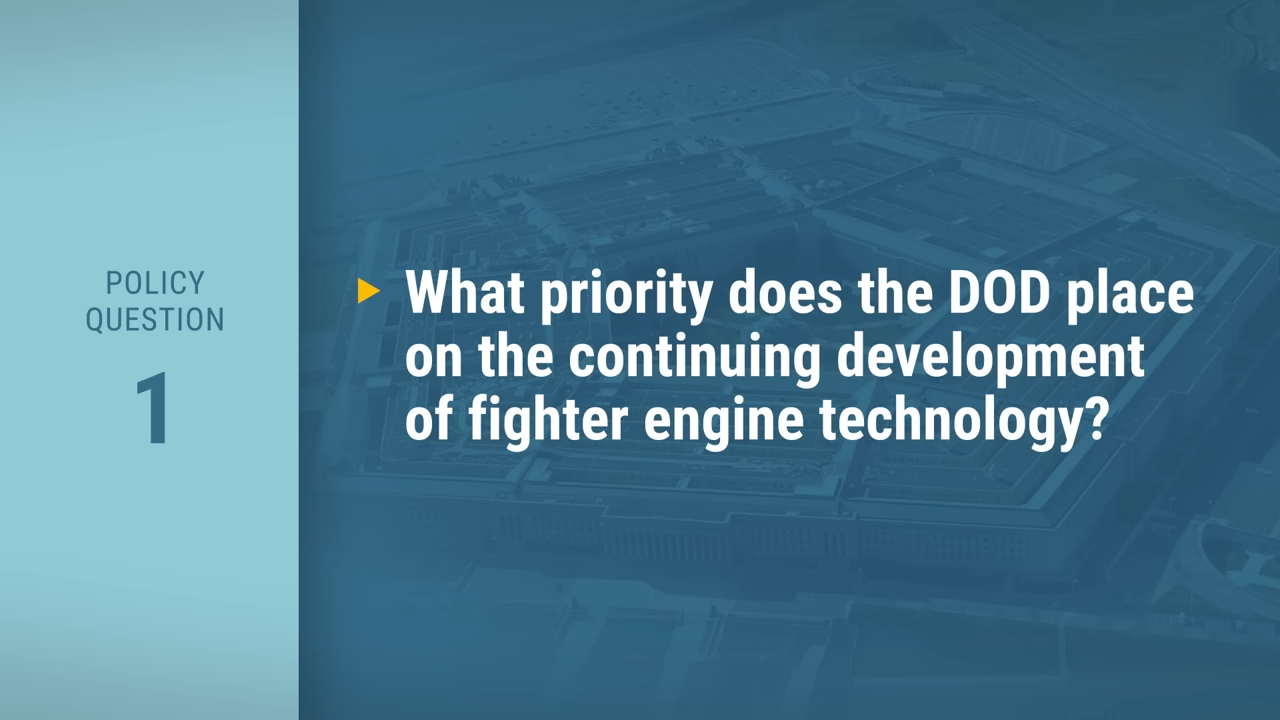 POLICY
QUESTION
1
What priority does the DOD place
on the continuing development
of fighter engine technology?